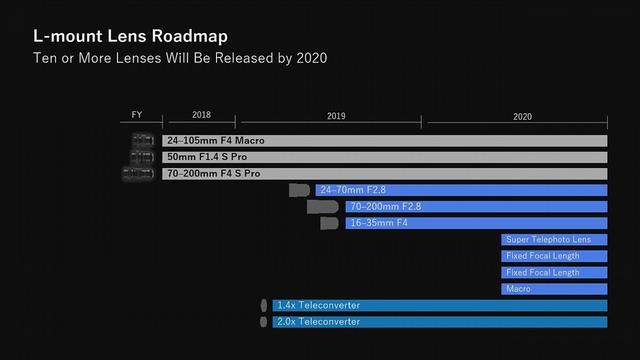 L-mount Lens Roadmap
Ten or More Lenses Will Be Released by 2020
FY 2018 2019 2020
24–105mm F4 Macro
50mm F1.4 S Pro
70–200mm F4 S Pro
24–70mm F2.8
70–200mm F2.8
16–35mm F4
Super Telephoto Lens
Fixed Focal Length
Fixed Focal Length
Macro
1.4x Teleconverter
2.0x Teleconverter